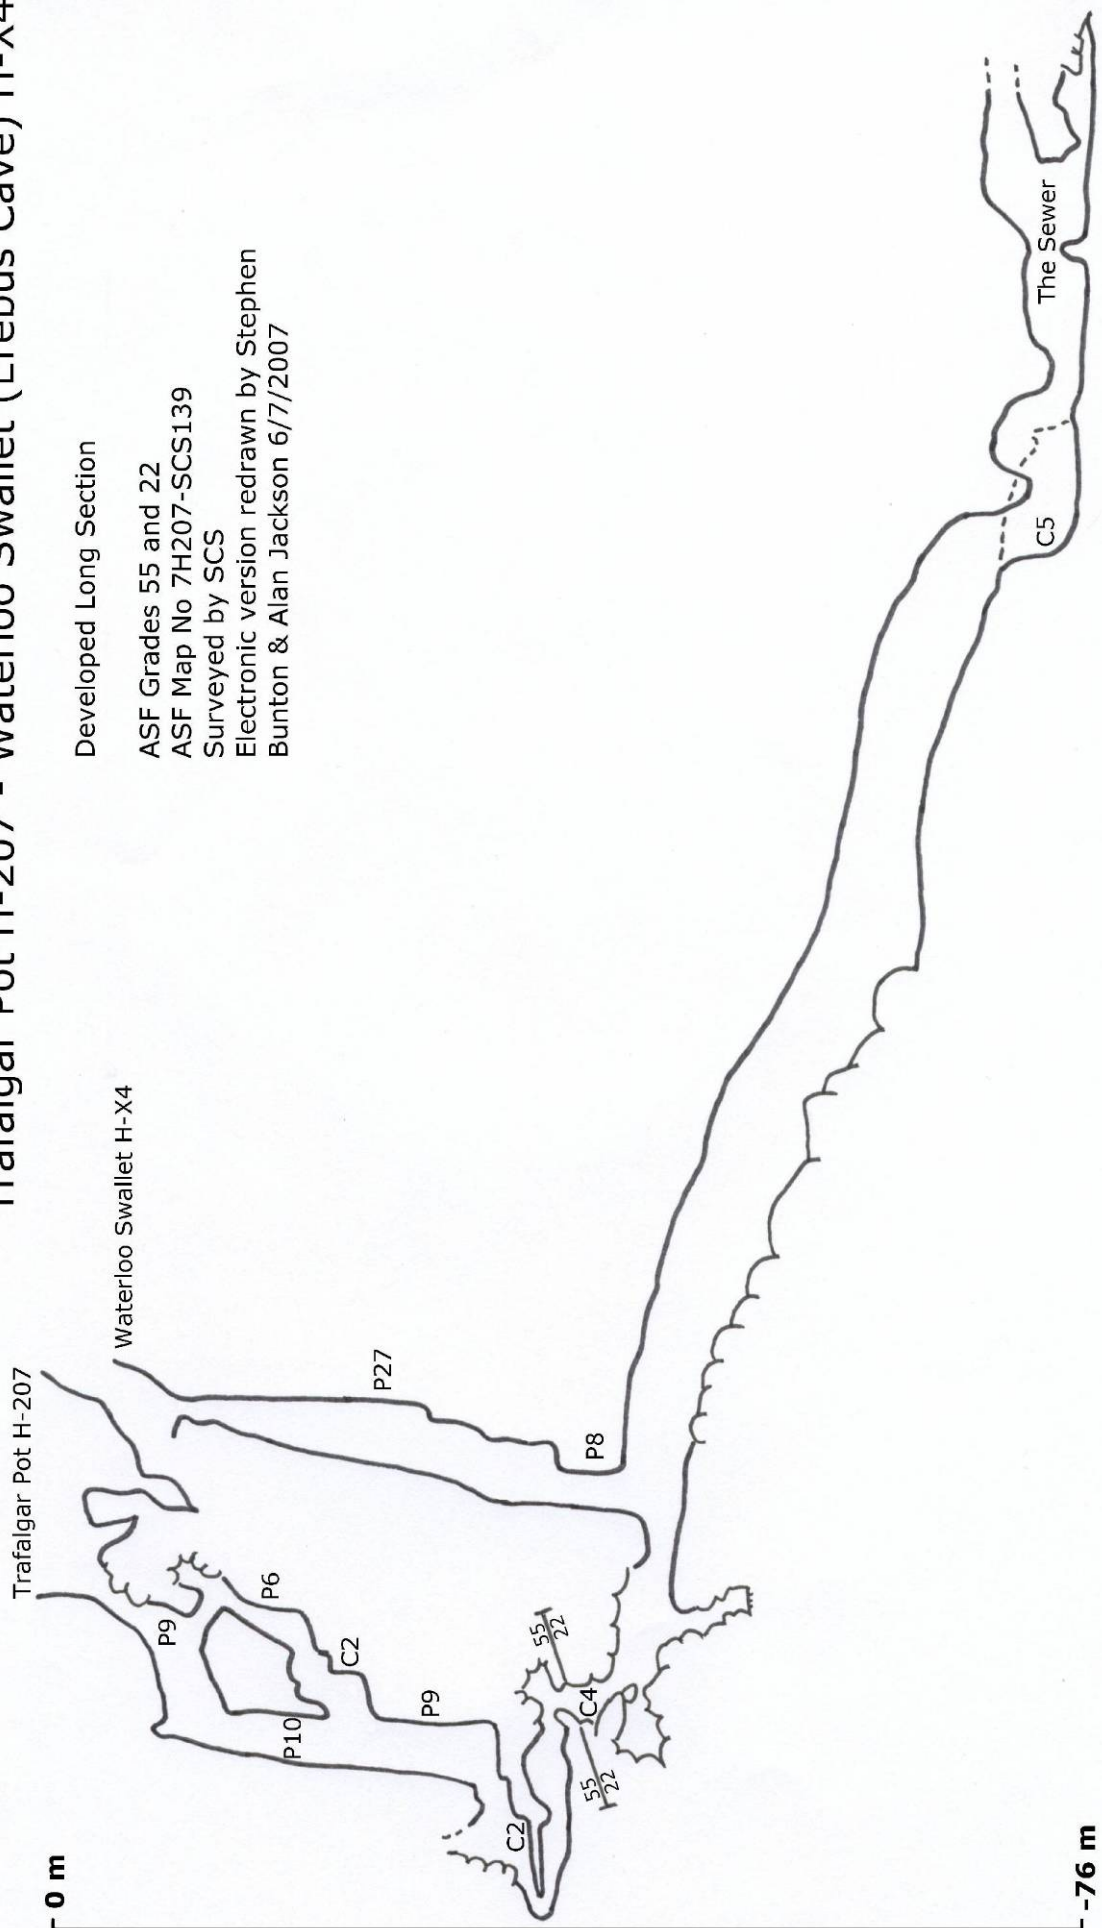 Trafalgar Pot H-207 - Waterloo Swallet (Erebus Cave) H-X4
Developed Long Section
ASF Grades 55 and 22
ASF Map No 7H207-SCS139
Surveyed by SCS
Electronic version redrawn by Stephen
Bunton & Alan Jackson 6/7/2007
0 m
Trafalgar Pot H-207
Waterloo Swallet H-X4
P9
P6
P10
C2
P9
P27
C2
55
22
P8
C4
55
22
C5
The Sewer
-76 m